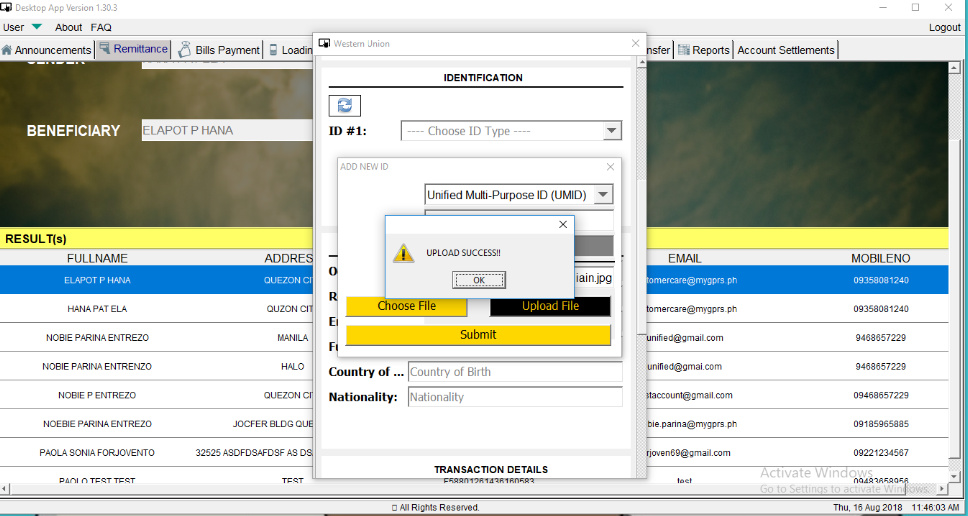 Desktop App Version 1.30.3
User About FAQ Logout
Announcements Remittance Bills Payment Loadin nsfer Reports Account Settlements
Western Union
IDENTIFICATION
ID #1: ---- Choose ID Type ----
BENEFICIARY ELAPOT P HANA
ADD NEW ID
Unified Multi-Purpose ID (UMID)
UPLOAD SUCCESS!!
OK
iain.jpg
Choose File Upload File
Submit
Country of ... Country of Birth
Nationality: Nationality
TRANSACTION DETAILS
RESULT(s)
FULLNAME ADDRES EMAIL MOBILENO
ELAPOT P HANA QUEZON CI tomercare@mygprs.ph 09358081240
HANA PAT ELA QUZON CIT tomercare@mygprs.ph 09358081240
NOBIE PARINA ENTREZO MANILA unified@gmail.com 9468657229
NOBIE PARINA ENTRENZO HALO unified@gmai.com 9468657229
NOBIE P ENTREZO QUEZON CI staccount@gmail.com 09468657229
NOEBIE PARINA ENTREZO JOCFER BLDG QUE bie.parina@mygprs.ph 09185965885
PAOLA SONIA FORJOVENTO 32525 ASDFDSAFDSF AS DS rjoven69@gmail.com 09221234567
PAOLO TEST TEST TEST test 09483658956
Activate Windows
Go to Settings to activate Windows.
All Rights Reserved. Thu, 16 Aug 2018 11:46:03 AM